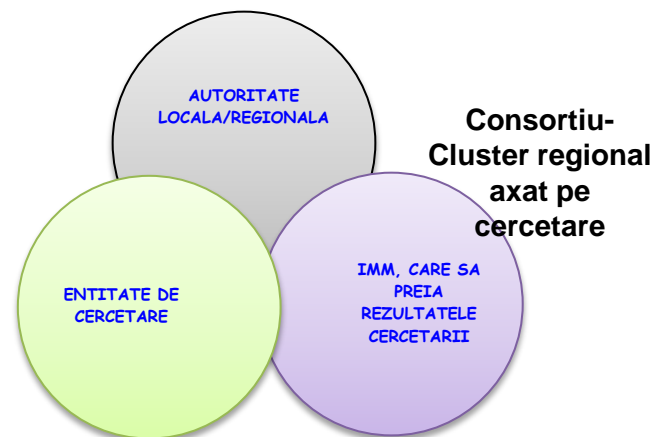 AUTORITATE
LOCALA/REGIONALA
Consortiu-
Cluster regional
axat pe
cercetare
ENTITATE DE
CERCETARE
IMM, CARE SA
PREIA
REZULTATELE
CERCETARII